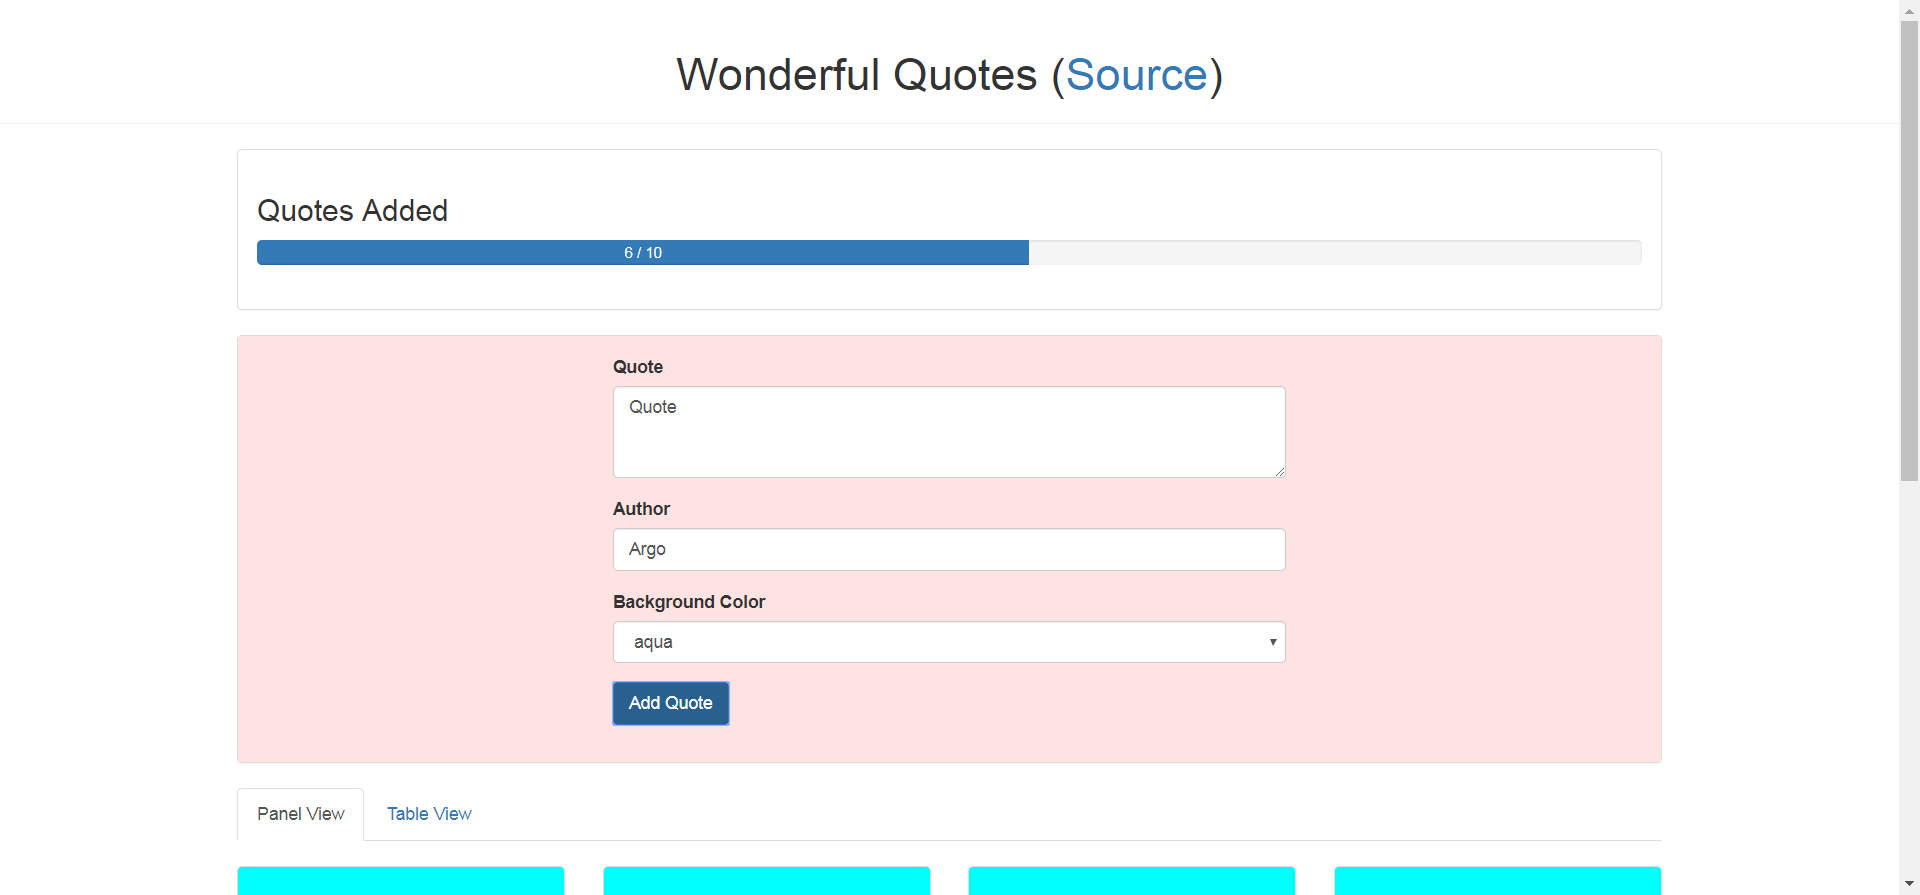 Wonderful Quotes (Source)
Quotes Added
6 / 10
Quote
Quote
Author
Argo
Background Color
aqua
Add Quote
Panel View Table View